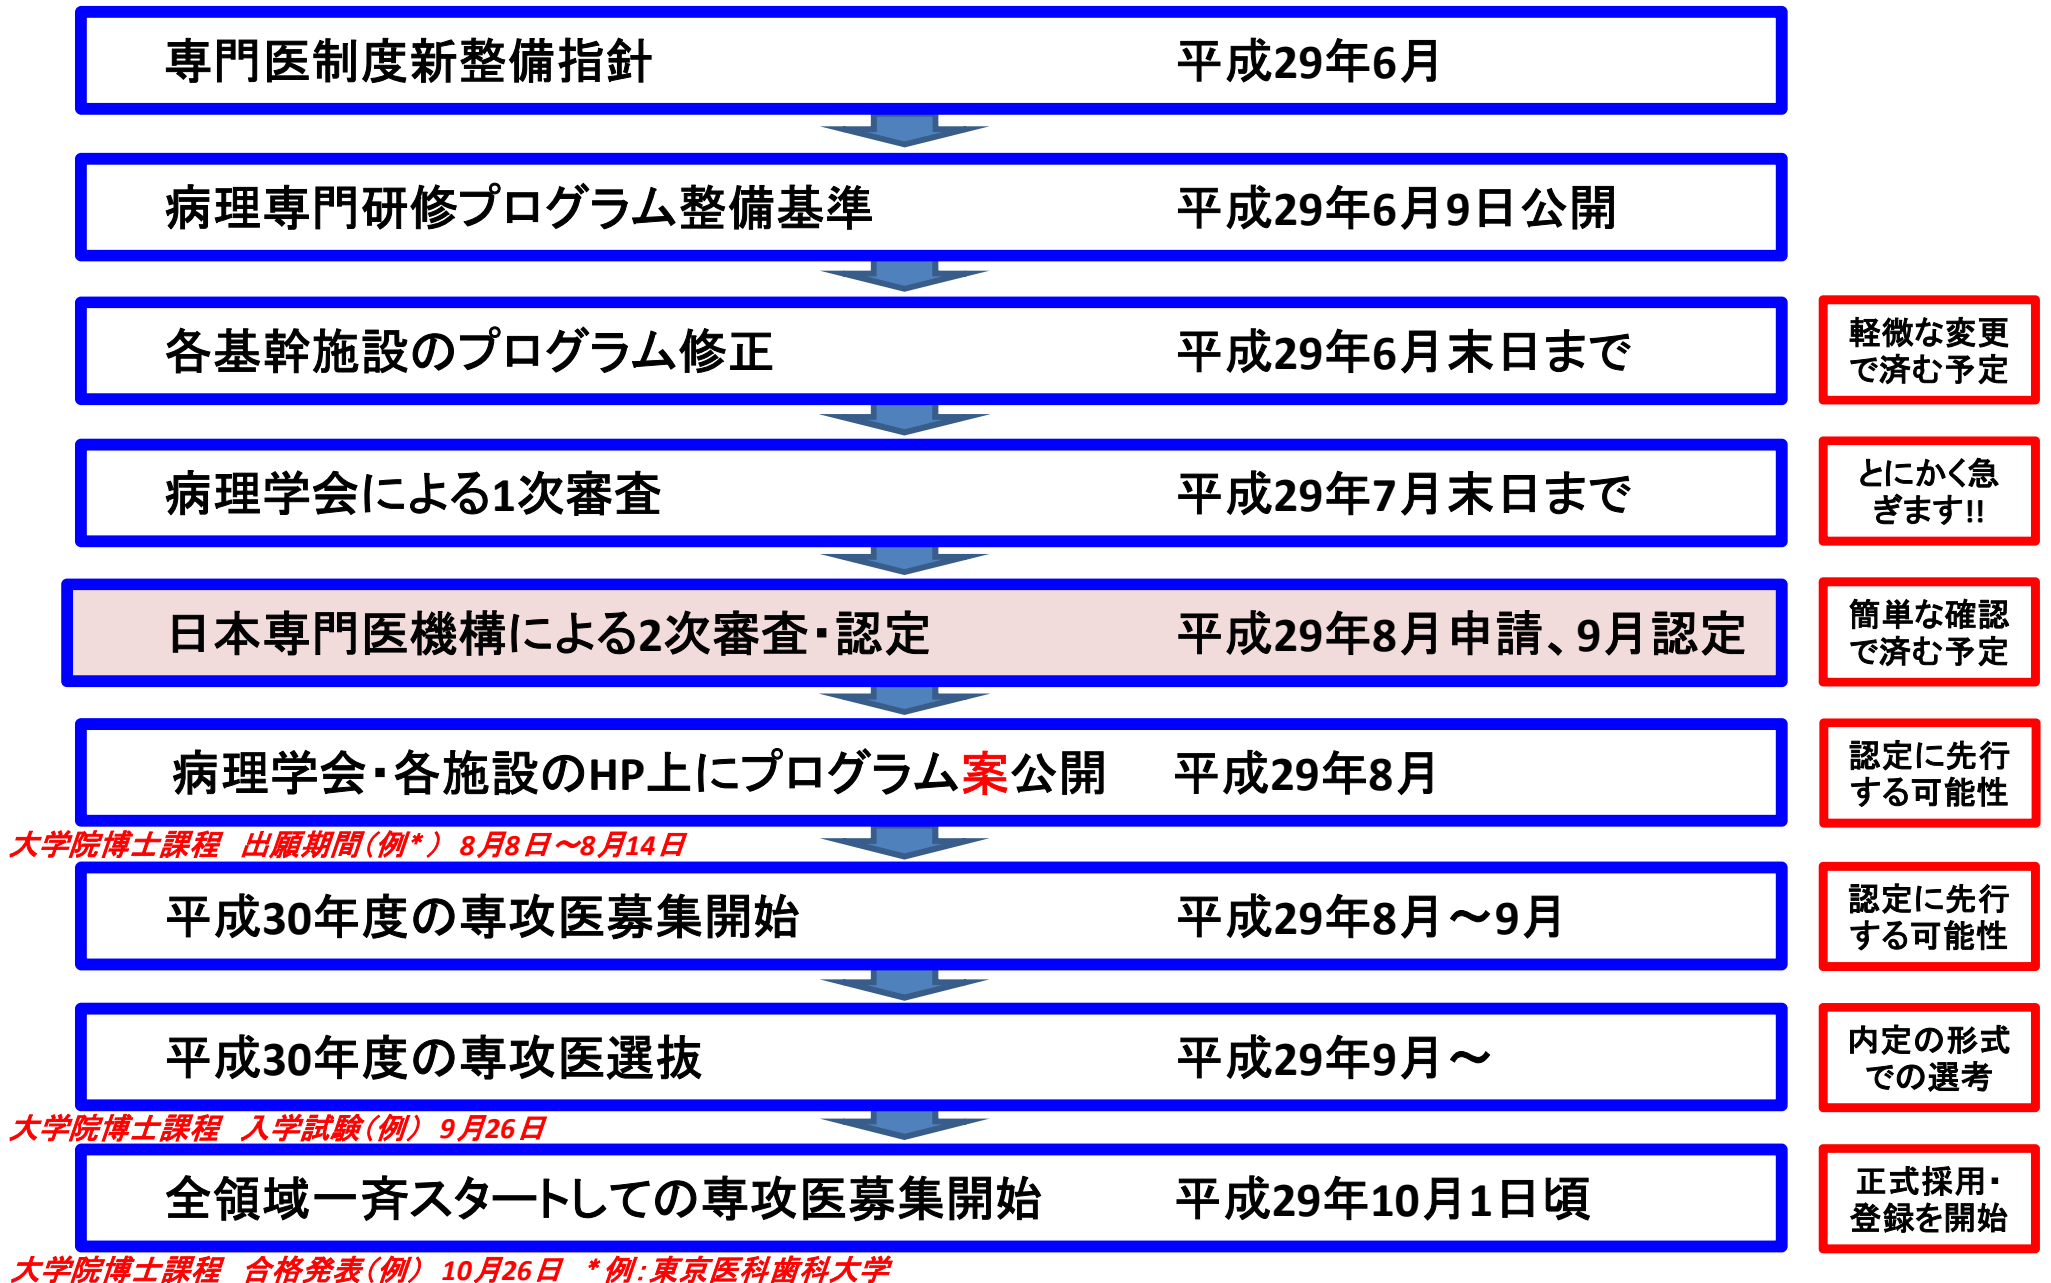 専門医制度新整備指針 平成29年6月
病理専門研修プログラム整備基準 平成29年6月9日公開
各基幹施設のプログラム修正 平成29年6月末日まで
軽微な変更
で済む予定
病理学会による1次審査 平成29年7月末日まで
とにかく急
ぎます!!
日本専門医機構による2次審査・認定 平成29年8月申請、9月認定
簡単な確認
で済む予定
病理学会・各施設のHP上にプログラム案公開 平成29年8月
認定に先行
する可能性
大学院博士課程 出願期間（例*） 8月8日～8月14日
平成30年度の専攻医募集開始 平成29年8月～9月
認定に先行
する可能性
平成30年度の専攻医選抜 平成29年9月～
内定の形式
での選考
大学院博士課程 入学試験（例） 9月26日
全領域一斉スタートしての専攻医募集開始 平成29年10月1日頃
正式採用・
登録を開始
大学院博士課程 合格発表（例） 10月26日 *例：東京医科歯科大学